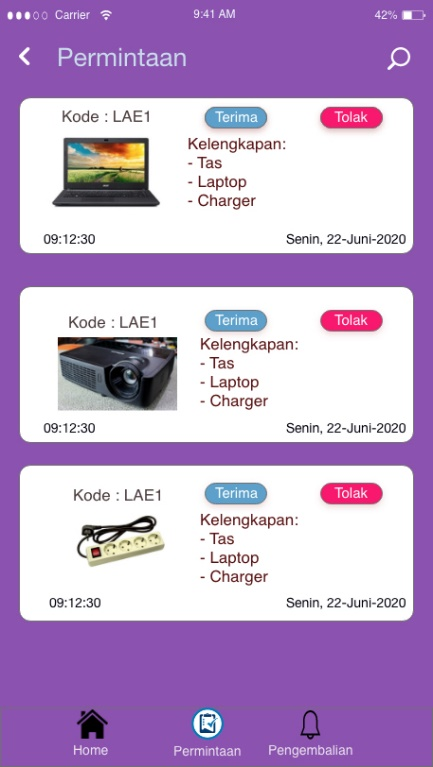 Carrier 9:41 AM 42%
Permintaan
Kode : LAE1 Terima Tolak
Kelengkapan:
- Tas
- Laptop
- Charger
09:12:30 Senin, 22-Juni-2020
Kode : LAE1 Terima Tolak
Kelengkapan:
- Tas
- Laptop
- Charger
09:12:30 Senin, 22-Juni-2020
Kode : LAE1 Terima Tolak
Kelengkapan:
- Tas
- Laptop
- Charger
09:12:30 Senin, 22-Juni-2020
Home Permintaan Pengembalian